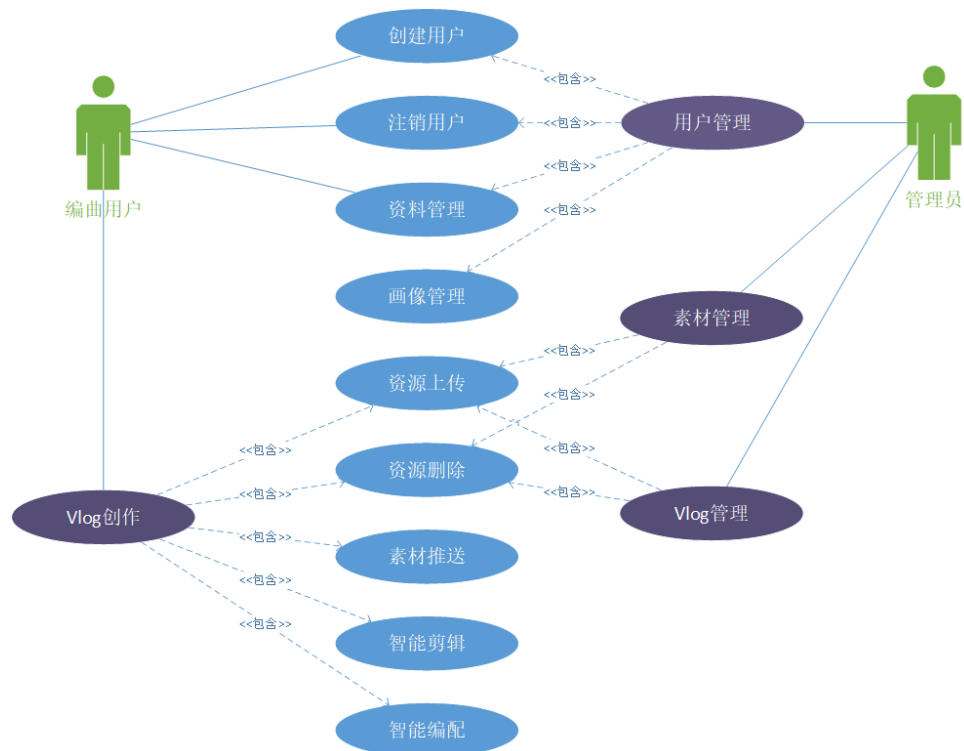 创建用户
<<包含>>
注销用户
<<包含>>
用户管理
<<包含>>
编曲用户
资料管理
<<包含>>
管理员
画像管理
素材管理
<<包含>>
资源上传
<<包含>>
<<包含>>
<<包含>>
资源删除
<<包含>>
<<包含>>
Vlog创作
Vlog管理
<<包含>>
素材推送
<<包含>>
智能剪辑
<<包含>>
智能编配